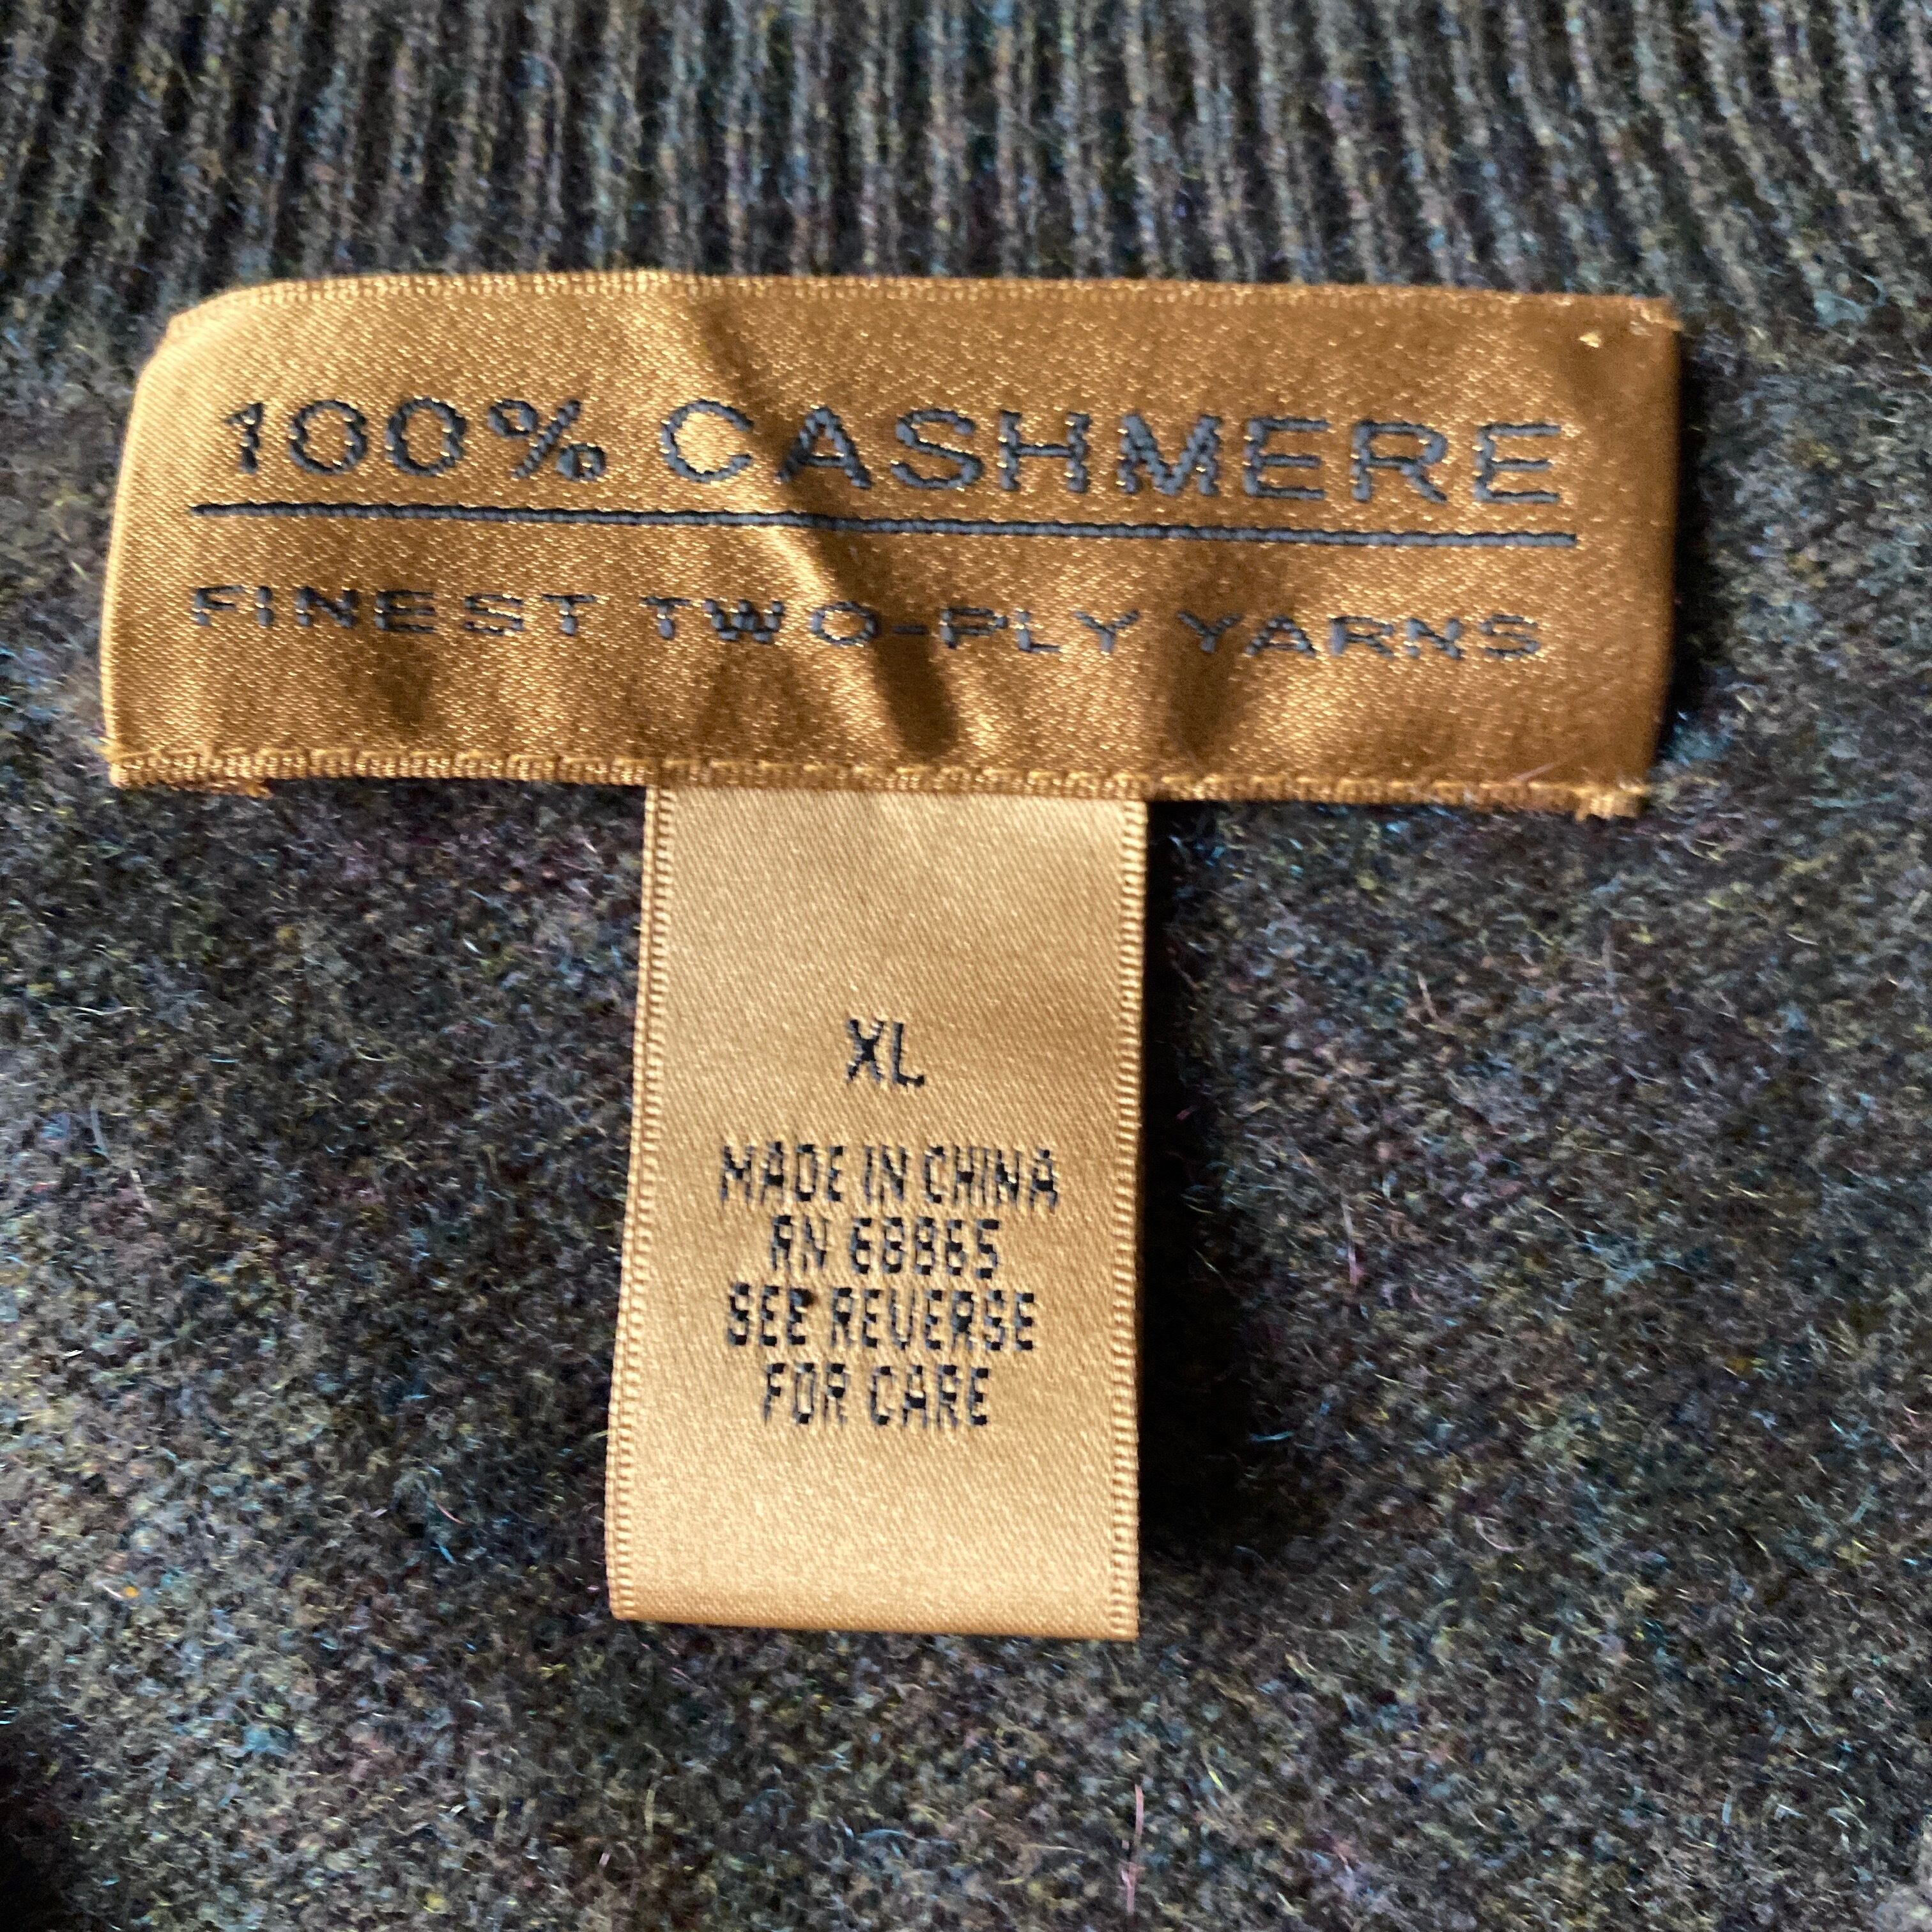 100% CASHMERE
FINEST TWO-PLY YARNS
XL
MADE IN CHINA
RN 68865
SEE REVERSE
FOR CARE